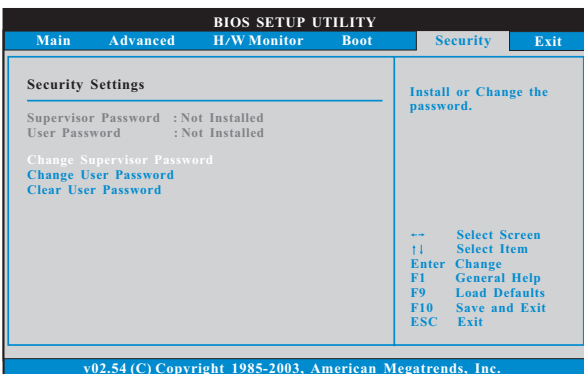 BIOS SETUP UTILITY
Main Advanced H/W Monitor Boot Security Exit
Security Settings
Supervisor Password : Not Installed
User Password : Not Installed
Change Supervisor Password
Change User Password
Clear User Password
Install or Change the
password.
←→ Select Screen
↑↓ Select Item
Enter Change
F1 General Help
F9 Load Defaults
F10 Save and Exit
ESC Exit
v02.54 (C) Copyright 1985-2003, American Megatrends, Inc.